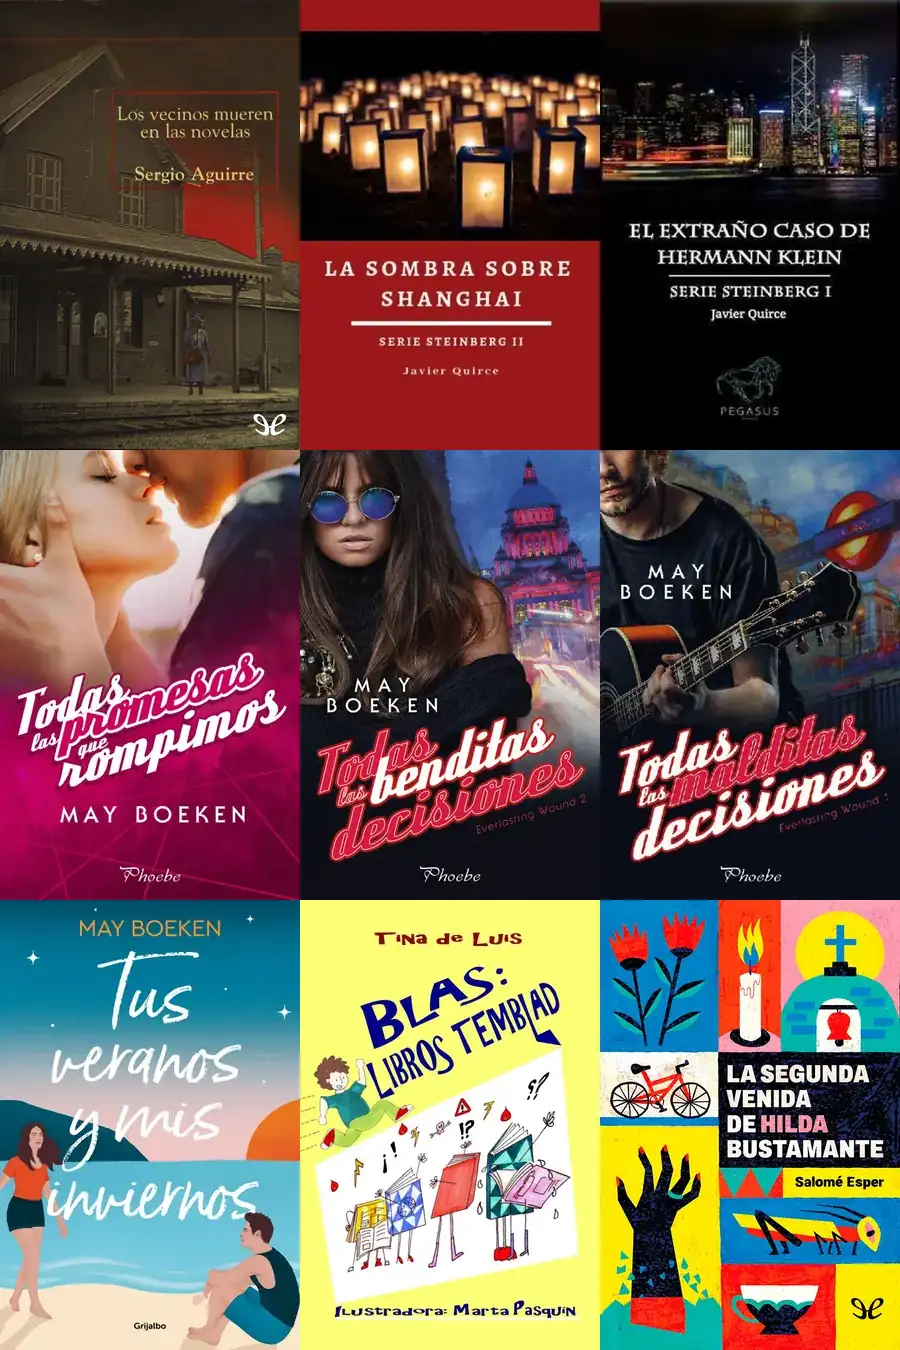 Los vecinos mueren
en las novelas
Sergio Aguirre
LA SOMBRA SOBRE
SHANGHAI
SERIE STEINBERG II
Javier Quirce
EL EXTRAÑO CASO DE
HERMANN KLEIN
SERIE STEINBERG I
Javier Quirce
PEGASUS
Todas
las promesas
que
rompimos
MAY BOEKEN
Phoebe
MAY
BOEKEN
Todas
las benditas
decisiones
Everlasting Wound 2
Phoebe
MAY
BOEKEN
Todas
las malditas
decisiones
Everlasting Wound 1
Phoebe
MAY BOEKEN
Tus
veranos
y mis
inviernos
Grijalbo
Tina de Luis
BLAS:
LIBROS TEMBLAD
Ilustradora: Marta Pasquín
LA SEGUNDA
VENIDA
DE HILDA
BUSTAMANTE
Salomé Esper